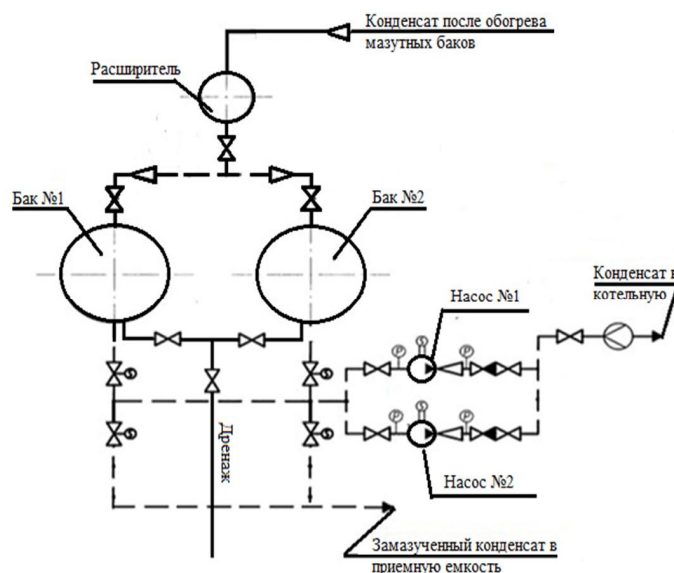 Конденсат после обогрева
мазутных баков
Расширитель
Бак №1
Бак №2
Конденсат в
котельную
Насос №1
P
S
P
P
S
P
S
S
S
S
Дренаж
Насос №2
Замазученный конденсат в
приемную емкость